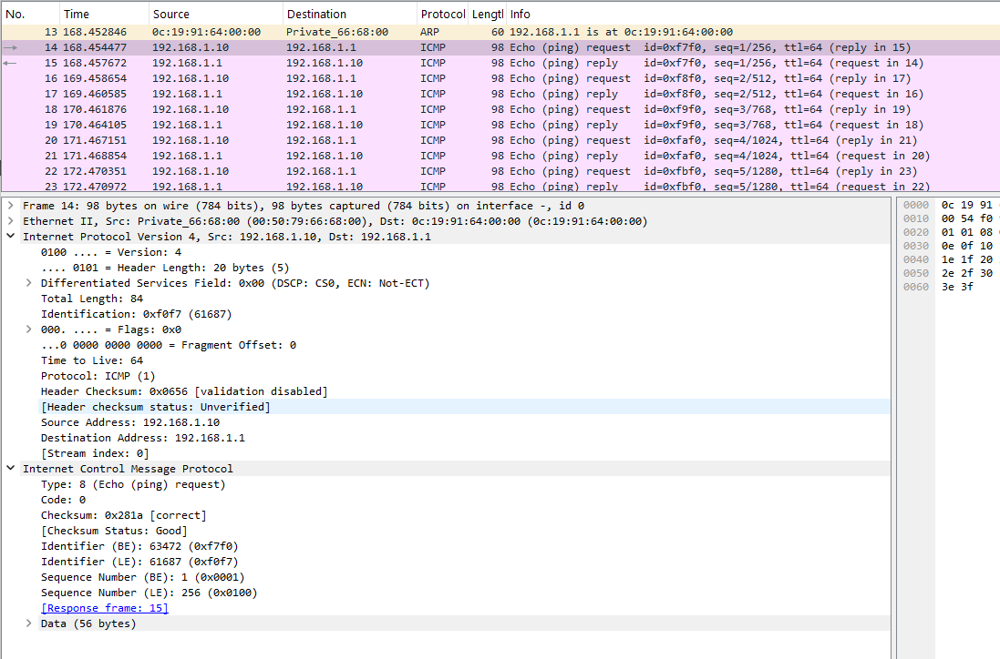 No. Time Source Destination Protocol Lengtl Info
13 168.452846 0c:19:91:64:00:00 Private_66:68:00 ARP 60 192.168.1.1 is at 0c:19:91:64:00:00
14 168.454477 192.168.1.10 192.168.1.1 ICMP 98 Echo (ping) request id=0xf7f0, seq=1/256, ttl=64 (reply in 15)
15 168.457672 192.168.1.1 192.168.1.10 ICMP 98 Echo (ping) reply id=0xf7f0, seq=1/256, ttl=64 (request in 14)
16 169.458654 192.168.1.10 192.168.1.1 ICMP 98 Echo (ping) request id=0xf8f0, seq=2/512, ttl=64 (reply in 17)
17 169.460585 192.168.1.1 192.168.1.10 ICMP 98 Echo (ping) reply id=0xf8f0, seq=2/512, ttl=64 (request in 16)
18 170.461876 192.168.1.10 192.168.1.1 ICMP 98 Echo (ping) request id=0xf9f0, seq=3/768, ttl=64 (reply in 19)
19 170.464105 192.168.1.1 192.168.1.10 ICMP 98 Echo (ping) reply id=0xf9f0, seq=3/768, ttl=64 (request in 18)
20 171.467151 192.168.1.10 192.168.1.1 ICMP 98 Echo (ping) request id=0xfaf0, seq=4/1024, ttl=64 (reply in 21)
21 171.468854 192.168.1.1 192.168.1.10 ICMP 98 Echo (ping) reply id=0xfaf0, seq=4/1024, ttl=64 (request in 20)
22 172.470351 192.168.1.10 192.168.1.1 ICMP 98 Echo (ping) request id=0xfbf0, seq=5/1280, ttl=64 (reply in 23)
23 172.470972 192.168.1.1 192.168.1.10 ICMP 98 Echo (ping) reply id=0xfbf0, seq=5/1280, ttl=64 (request in 22)
Frame 14: 98 bytes on wire (784 bits), 98 bytes captured (784 bits) on interface -, id 0
Ethernet II, Src: Private_66:68:00 (00:50:79:66:68:00), Dst: 0c:19:91:64:00:00 (0c:19:91:64:00:00)
Internet Protocol Version 4, Src: 192.168.1.10, Dst: 192.168.1.1
0100 .... = Version: 4
.... 0101 = Header Length: 20 bytes (5)
Differentiated Services Field: 0x00 (DSCP: CS0, ECN: Not-ECT)
Total Length: 84
Identification: 0xf0f7 (61687)
000. .... = Flags: 0x0
...0 0000 0000 0000 = Fragment Offset: 0
Time to Live: 64
Protocol: ICMP (1)
Header Checksum: 0x0656 [validation disabled]
[Header checksum status: Unverified]
Source Address: 192.168.1.10
Destination Address: 192.168.1.1
[Stream index: 0]
Internet Control Message Protocol
Type: 8 (Echo (ping) request)
Code: 0
Checksum: 0x281a [correct]
[Checksum Status: Good]
Identifier (BE): 63472 (0xf7f0)
Identifier (LE): 61687 (0xf0f7)
Sequence Number (BE): 1 (0x0001)
Sequence Number (LE): 256 (0x0100)
[Response frame: 15]
Data (56 bytes)
0000 0c 19 91
0010 00 54 f0
0020 01 01 08
0030 0e 0f 10
0040 1e 1f 20
0050 2e 2f 30
0060 3e 3f